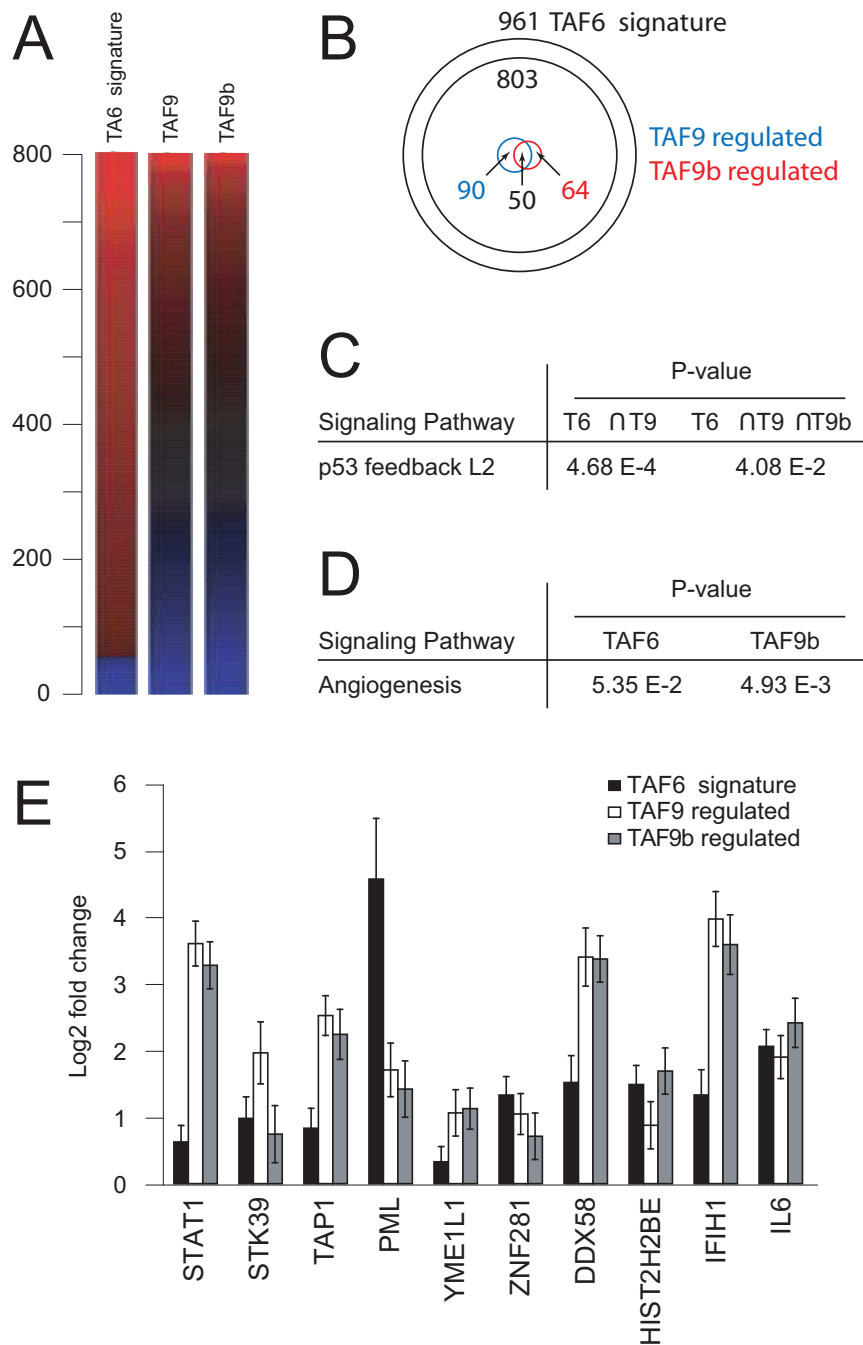 A
TA6 signature
TAF9
TAF9b
800
600
400
200
0
B
961 TAF6 signature
803
TAF9 regulated
TAF9b regulated
90
50
64
C
P-value
Signaling Pathway T6 ∩T9 T6 ∩T9 ∩T9b
p53 feedback L2 4.68 E-4 4.08 E-2
D
P-value
Signaling Pathway TAF6 TAF9b
Angiogenesis 5.35 E-2 4.93 E-3
E
TAF6 signature
TAF9 regulated
TAF9b regulated
Log2 fold change
6
5
4
3
2
1
0
STAT1
STK39
TAP1
PML
YME1L1
ZNF281
DDX58
HIST2H2BE
IFIH1
IL6